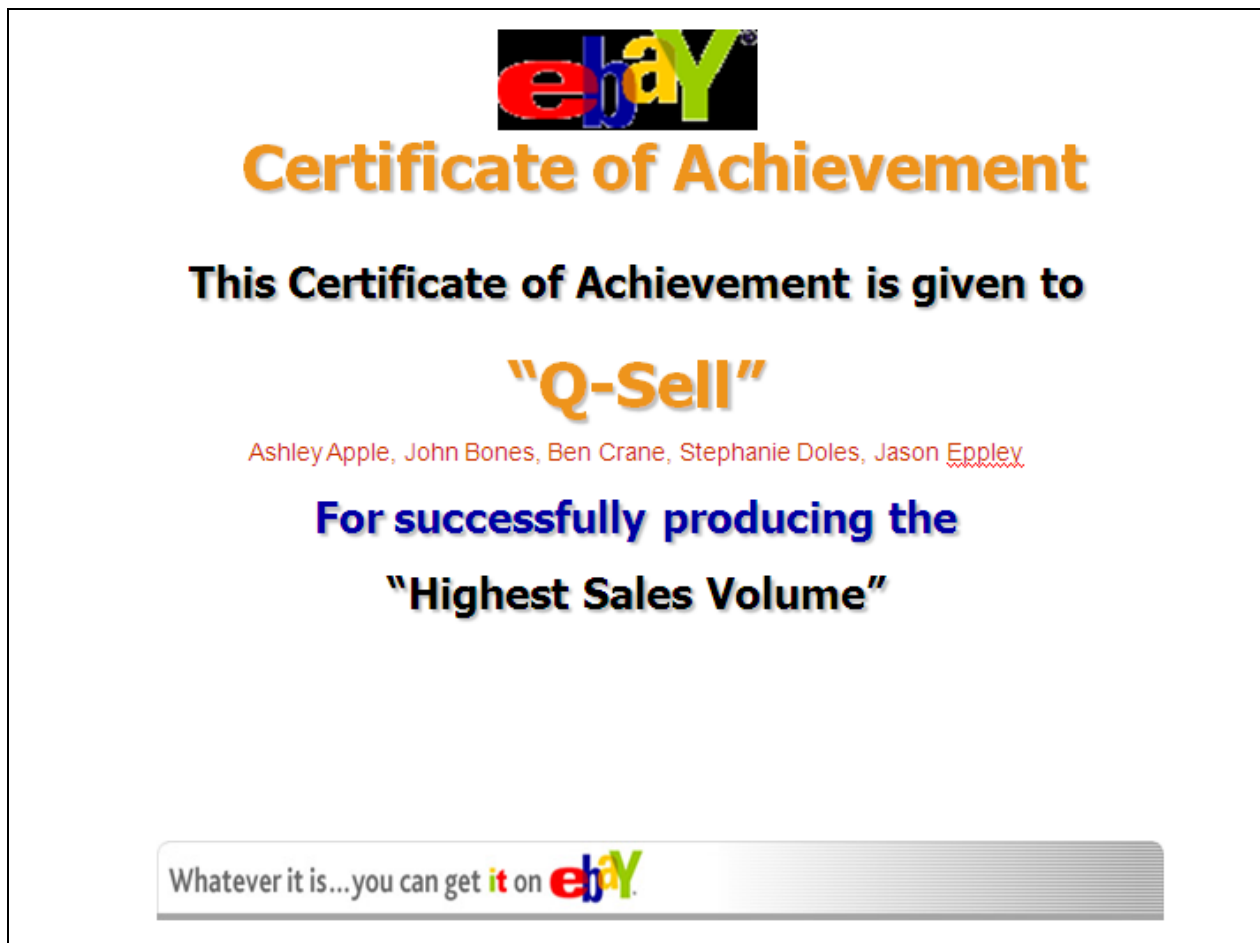 ebaY®
Certificate of Achievement
This Certificate of Achievement is given to
“Q-Sell”
Ashley Apple, John Bones, Ben Crane, Stephanie Doles, Jason Eppley
For successfully producing the
“Highest Sales Volume”
Whatever it is...you can get it on ebaY